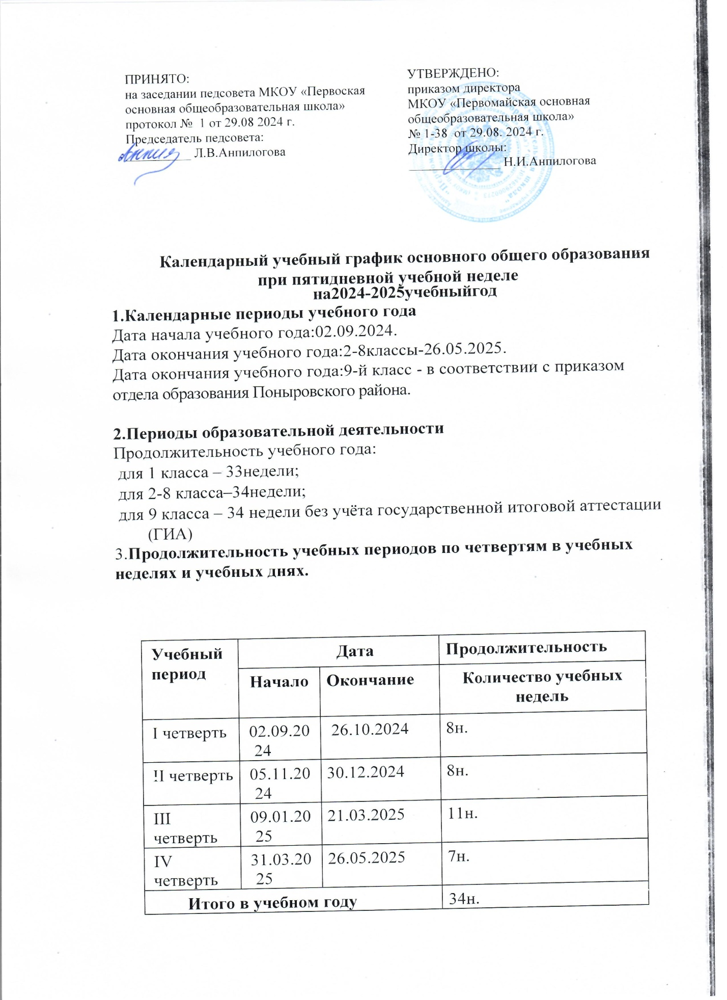 ПРИНЯТО:
на заседании педсовета МКОУ «Первоская
основная общеобразовательная школа»
протокол №  1 от 29.08 2024 г.
Председатель педсовета:
__________ Л.В.Анпилогова
УТВЕРЖДЕНО:
приказом директора
МКОУ «Первомайская основная
общеобразовательная школа»
№ 1-38  от 29.08. 2024 г.
Директор школы:
______________ Н.И.Анпилогова
Календарный учебный график основного общего образования
при пятидневной учебной неделе
на2024-2025учебныйгод
1.Календарные периоды учебного года
Дата начала учебного года:02.09.2024.
Дата окончания учебного года:2-8классы-26.05.2025.
Дата окончания учебного года:9-й класс - в соответствии с приказом
отдела образования Поныровского района.
2.Периоды образовательной деятельности
Продолжительность учебного года:
для 1 класса – 33недели;
для 2-8 класса–34недели;
для 9 класса – 34 недели без учёта государственной итоговой аттестации
(ГИА)
3.Продолжительность учебных периодов по четвертям в учебных
неделях и учебных днях.
Учебный
период
Дата
Продолжительность
Начало
Окончание
Количество учебных
недель
I четверть
02.09.20
24
26.10.2024
8н.
II четверть
05.11.20
24
30.12.2024
8н.
III
четверть
09.01.20
25
21.03.2025
11н.
IV
четверть
31.03.20
25
26.05.2025
7н.
Итого в учебном году
34н.